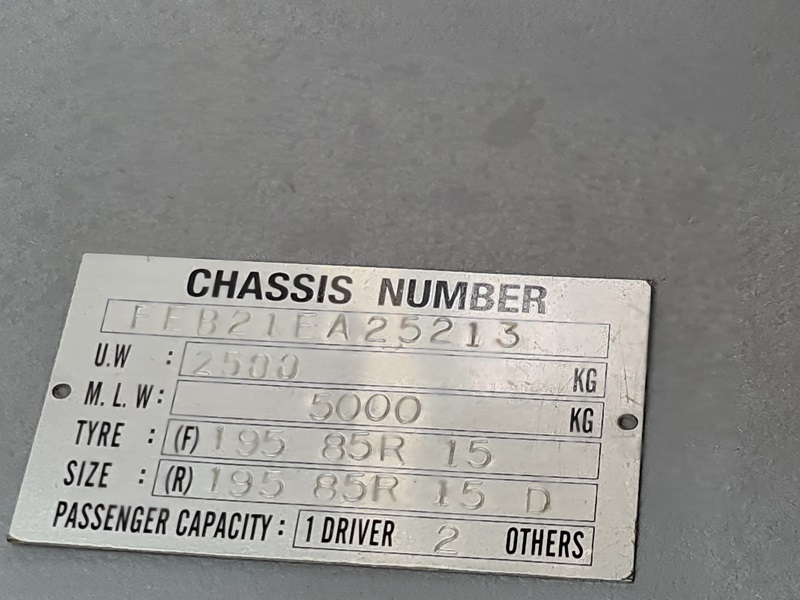 CHASSIS NUMBER
FEB21EA25213
U.W : 2500 KG
M.L.W: 5000 KG
TYRE : (F) 195 85R 15
SIZE : (R) 195 85R 15 D
PASSENGER CAPACITY: 1 DRIVER 2 OTHERS